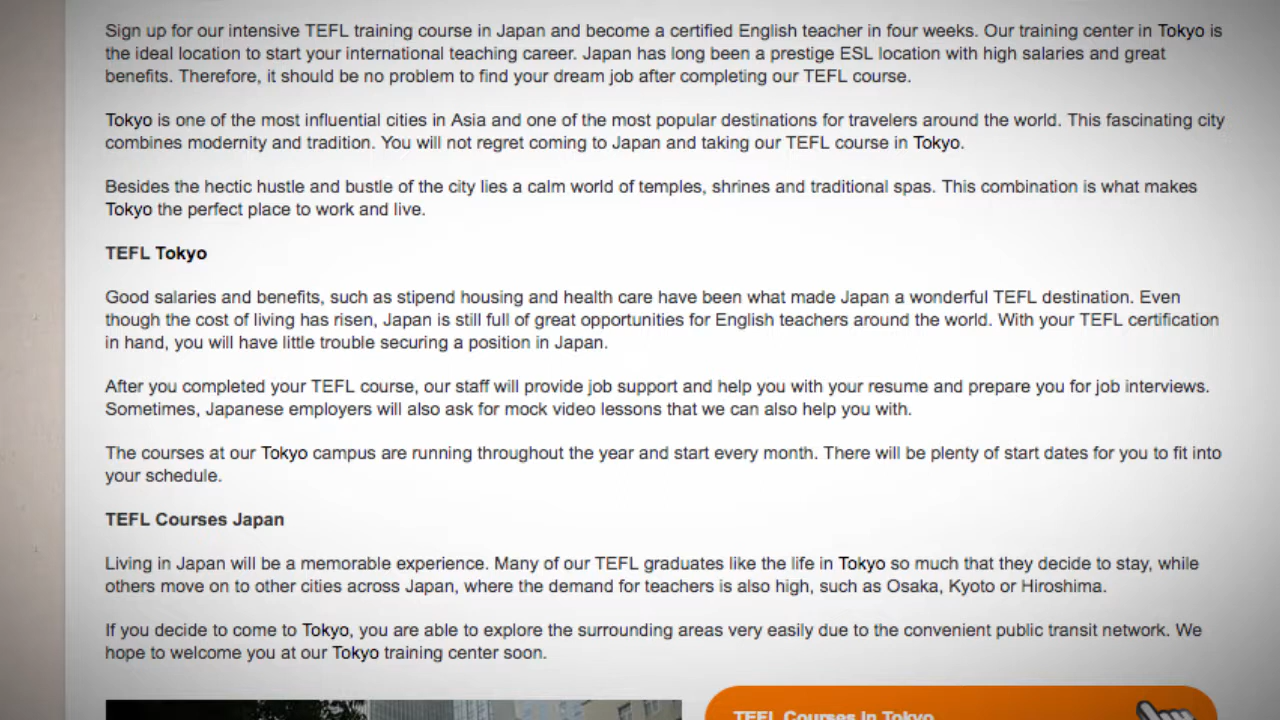 Sign up for our intensive TEFL training course in Japan and become a certified English teacher in four weeks. Our training center in Tokyo is
the ideal location to start your international teaching career. Japan has long been a prestige ESL location with high salaries and great
benefits. Therefore, it should be no problem to find your dream job after completing our TEFL course.
Tokyo is one of the most influential cities in Asia and one of the most popular destinations for travelers around the world. This fascinating city
combines modernity and tradition. You will not regret coming to Japan and taking our TEFL course in Tokyo.
Besides the hectic hustle and bustle of the city lies a calm world of temples, shrines and traditional spas. This combination is what makes
Tokyo the perfect place to work and live.
TEFL Tokyo
Good salaries and benefits, such as stipend housing and health care have been what made Japan a wonderful TEFL destination. Even
though the cost of living has risen, Japan is still full of great opportunities for English teachers around the world. With your TEFL certification
in hand, you will have little trouble securing a position in Japan.
After you completed your TEFL course, our staff will provide job support and help you with your resume and prepare you for job interviews.
Sometimes, Japanese employers will also ask for mock video lessons that we can also help you with.
The courses at our Tokyo campus are running throughout the year and start every month. There will be plenty of start dates for you to fit into
your schedule.
TEFL Courses Japan
Living in Japan will be a memorable experience. Many of our TEFL graduates like the life in Tokyo so much that they decide to stay, while
others move on to other cities across Japan, where the demand for teachers is also high, such as Osaka, Kyoto or Hiroshima.
If you decide to come to Tokyo, you are able to explore the surrounding areas very easily due to the convenient public transit network. We
hope to welcome you at our Tokyo training center soon.
TEFL Courses in Tokyo